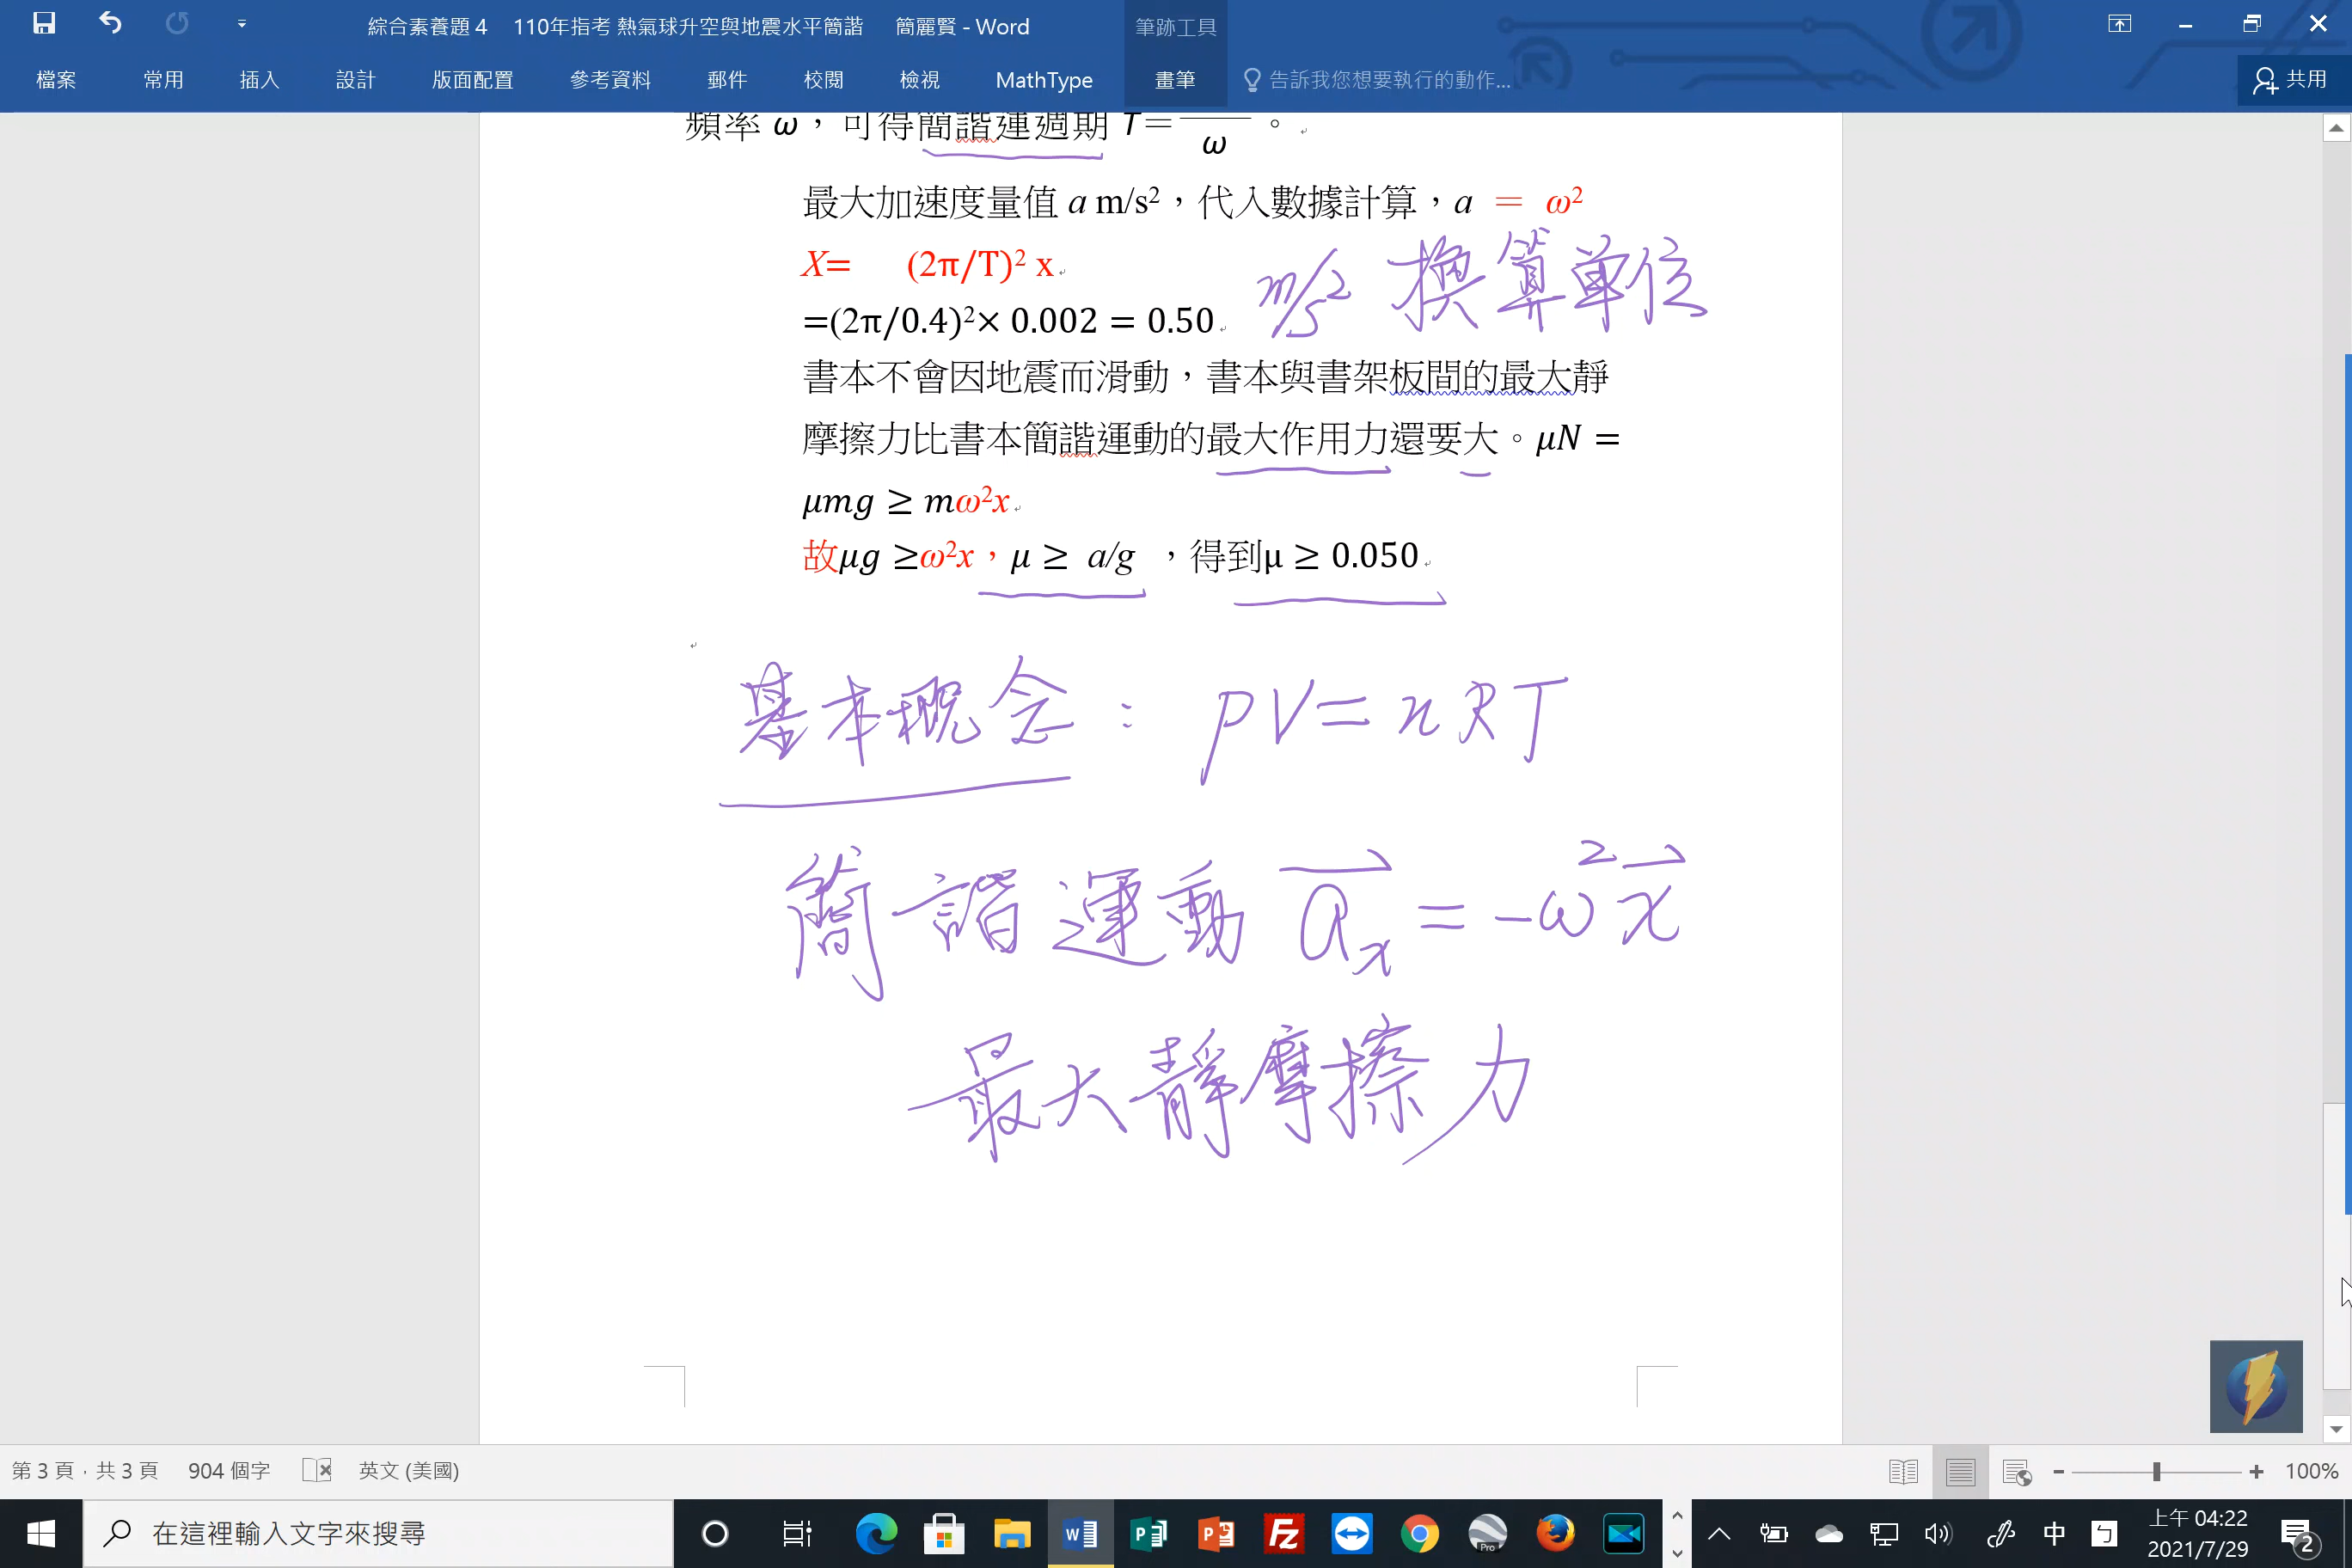 綜合素養題 4 110年指考 熱氣球升空與地震水平簡諧 簡麗賢 - Word 筆跡工具
檔案 常用 插入 設計 版面配置 參考資料 郵件 校閱 檢視 MathType 畫筆 告訴我您想要執行的動作... 共用
頻率 ω，可得簡諧運週期 T＝ ω 。
最大加速度量值 a m/s²，代入數據計算，a ＝ ω²
X= (2π/T)² x
=(2π/0.4)²× 0.002 = 0.50 m/s² 換算单位
書本不會因地震而滑動，書本與書架板間的最大靜
摩擦力比書本簡諧運動的最大作用力還要大。μN =
μmg ≥ mω²x
故μg ≥ω²x，μ ≥ a/g ，得到μ ≥ 0.050
基本概念：PV=nRT
簡諧運動 a⃗x = -ω²x⃗
最大靜摩擦力
第 3 頁，共 3 頁 904 個字 英文 (美國) 100%
在這裡輸入文字來搜尋 Pro 中 ㄅ 上午 04:22
2021/7/29 2